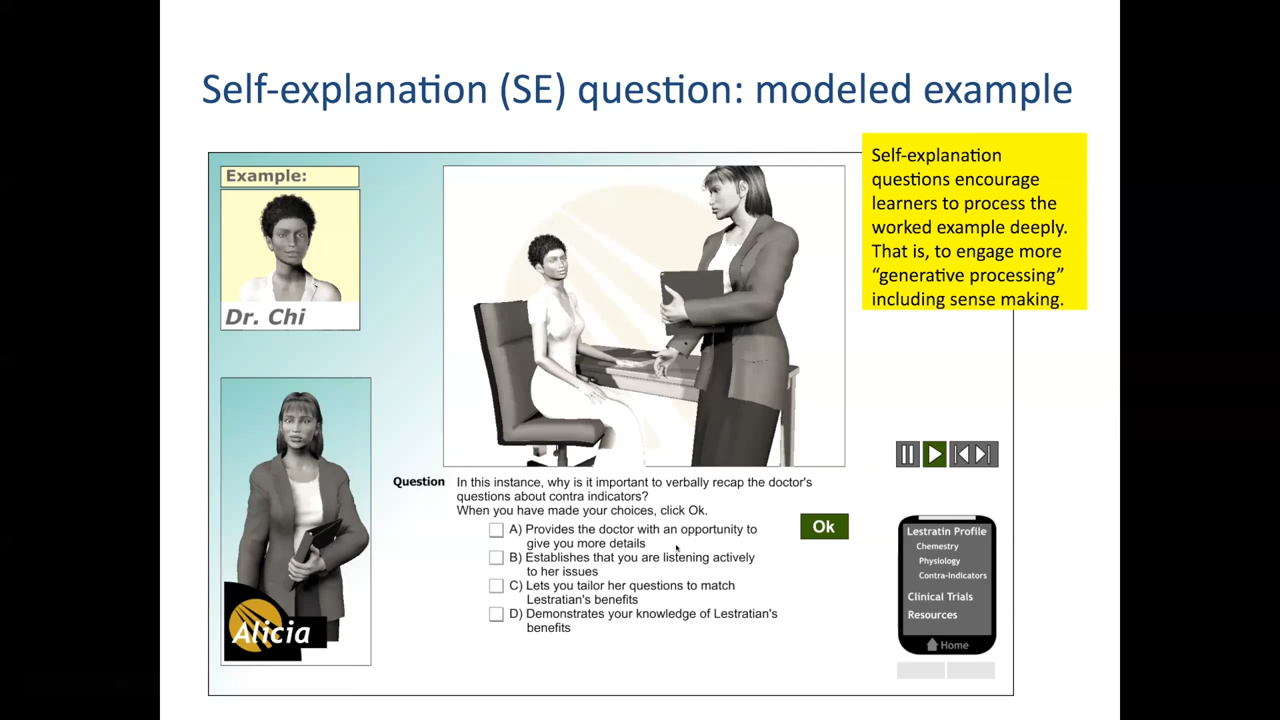 Self-explanation (SE) question: modeled example
Self-explanation
questions encourage
learners to process the
worked example deeply.
That is, to engage more
“generative processing”
including sense making.
Example:
Dr. Chi
Alicia
Question
In this instance, why is it important to verbally recap the doctor's
questions about contra indicators?
When you have made your choices, click Ok.
A) Provides the doctor with an opportunity to
give you more details
B) Establishes that you are listening actively
to her issues
C) Lets you tailor her questions to match
Lestratian's benefits
D) Demonstrates your knowledge of Lestratian's
benefits
Ok
Lestratin Profile
Chemistry
Physiology
Contra-Indicators
Clinical Trials
Resources
Home